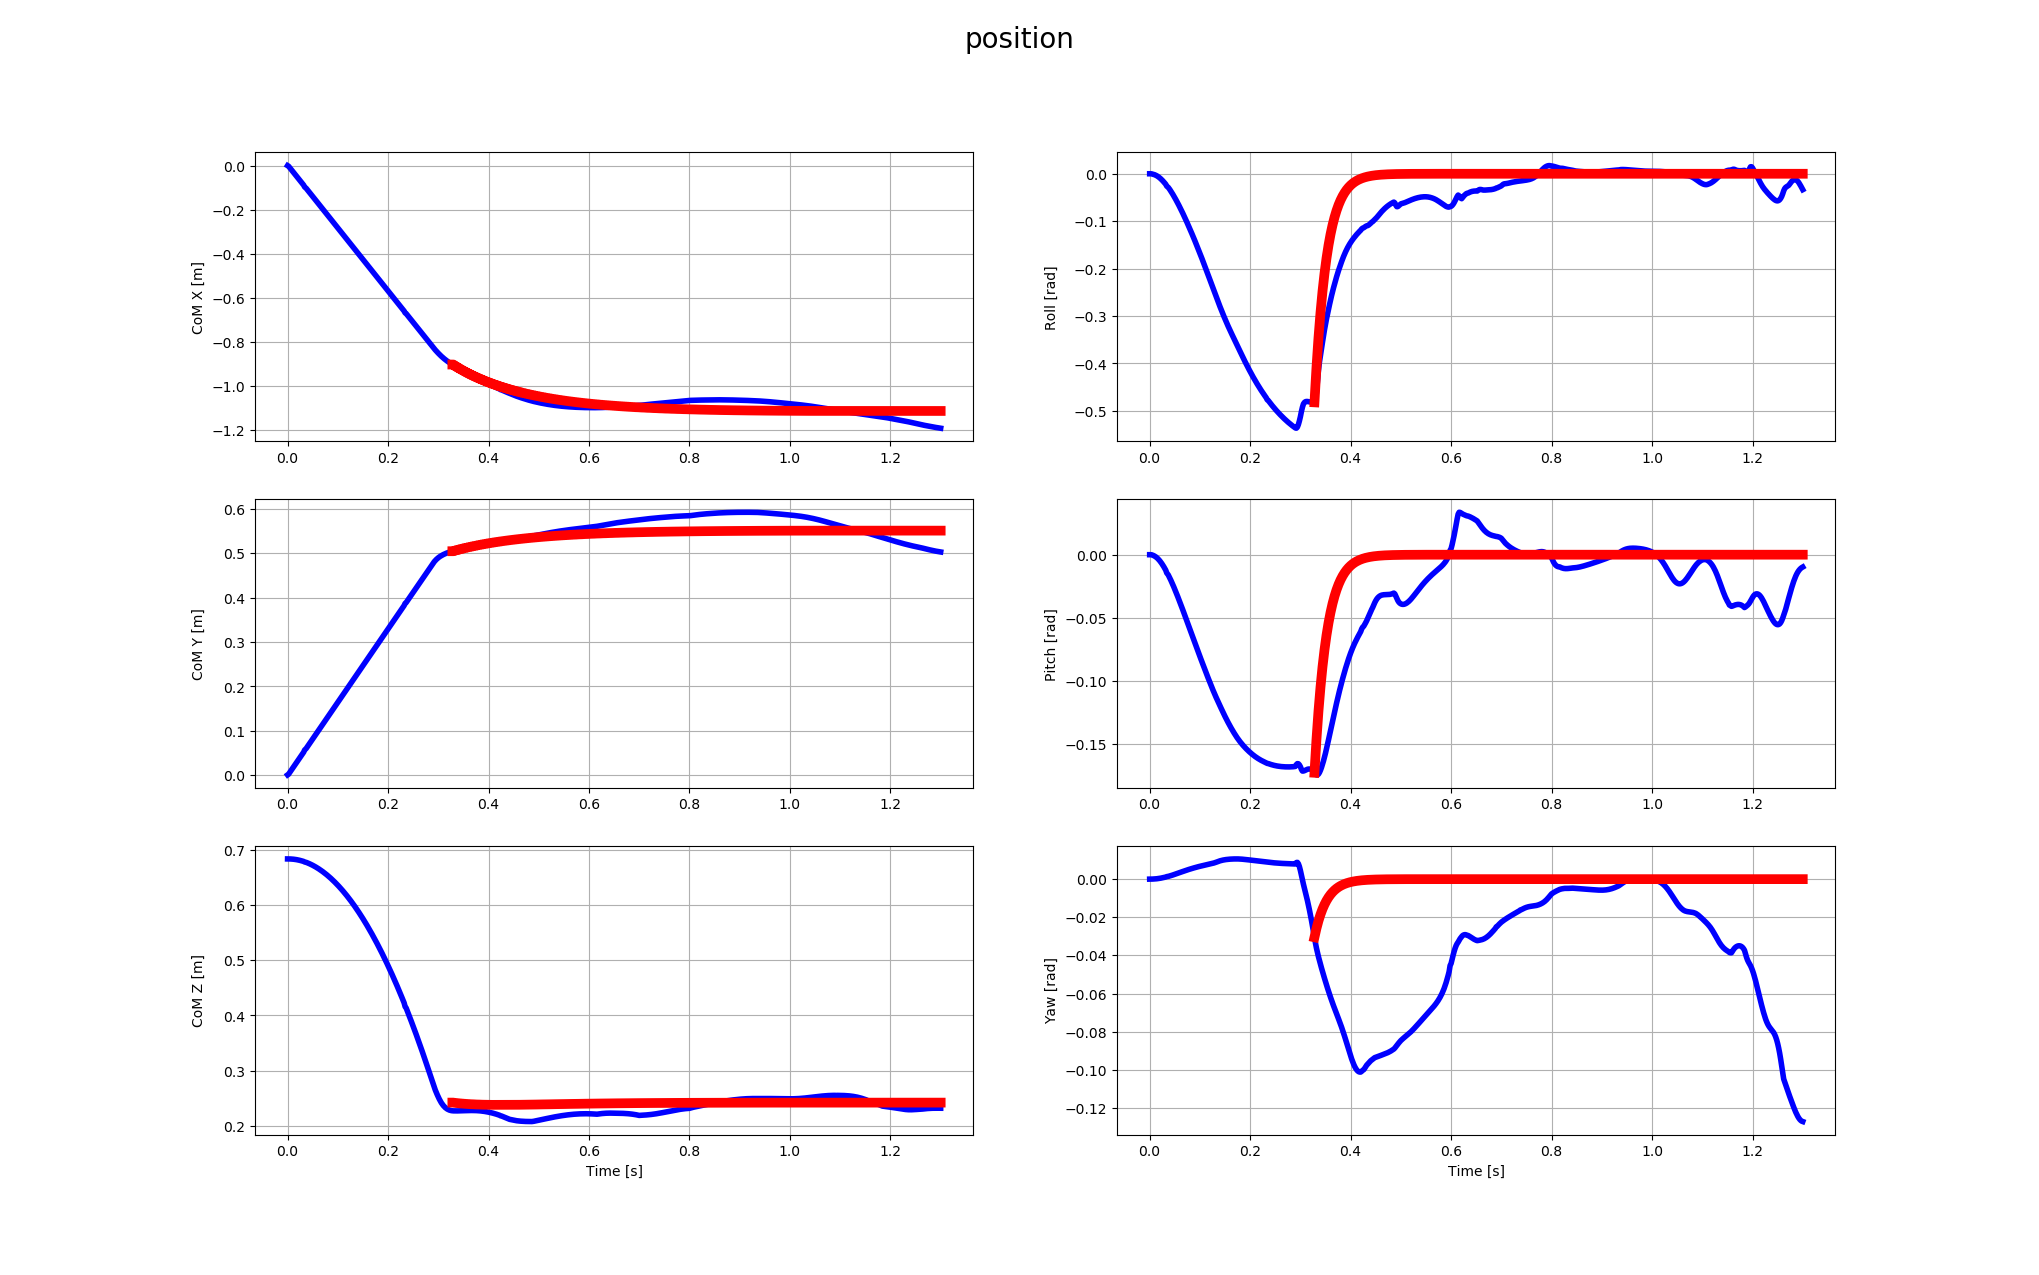 position
CoM X [m]
0.0
−0.2
−0.4
−0.6
−0.8
−1.0
−1.2
0.0 0.2 0.4 0.6 0.8 1.0 1.2
Roll [rad]
0.0
−0.1
−0.2
−0.3
−0.4
−0.5
0.0 0.2 0.4 0.6 0.8 1.0 1.2
CoM Y [m]
0.6
0.5
0.4
0.3
0.2
0.1
0.0
0.0 0.2 0.4 0.6 0.8 1.0 1.2
Pitch [rad]
0.00
−0.05
−0.10
−0.15
0.0 0.2 0.4 0.6 0.8 1.0 1.2
CoM Z [m]
0.7
0.6
0.5
0.4
0.3
0.2
0.0 0.2 0.4 0.6 0.8 1.0 1.2
Time [s]
Yaw [rad]
0.00
−0.02
−0.04
−0.06
−0.08
−0.10
−0.12
0.0 0.2 0.4 0.6 0.8 1.0 1.2
Time [s]